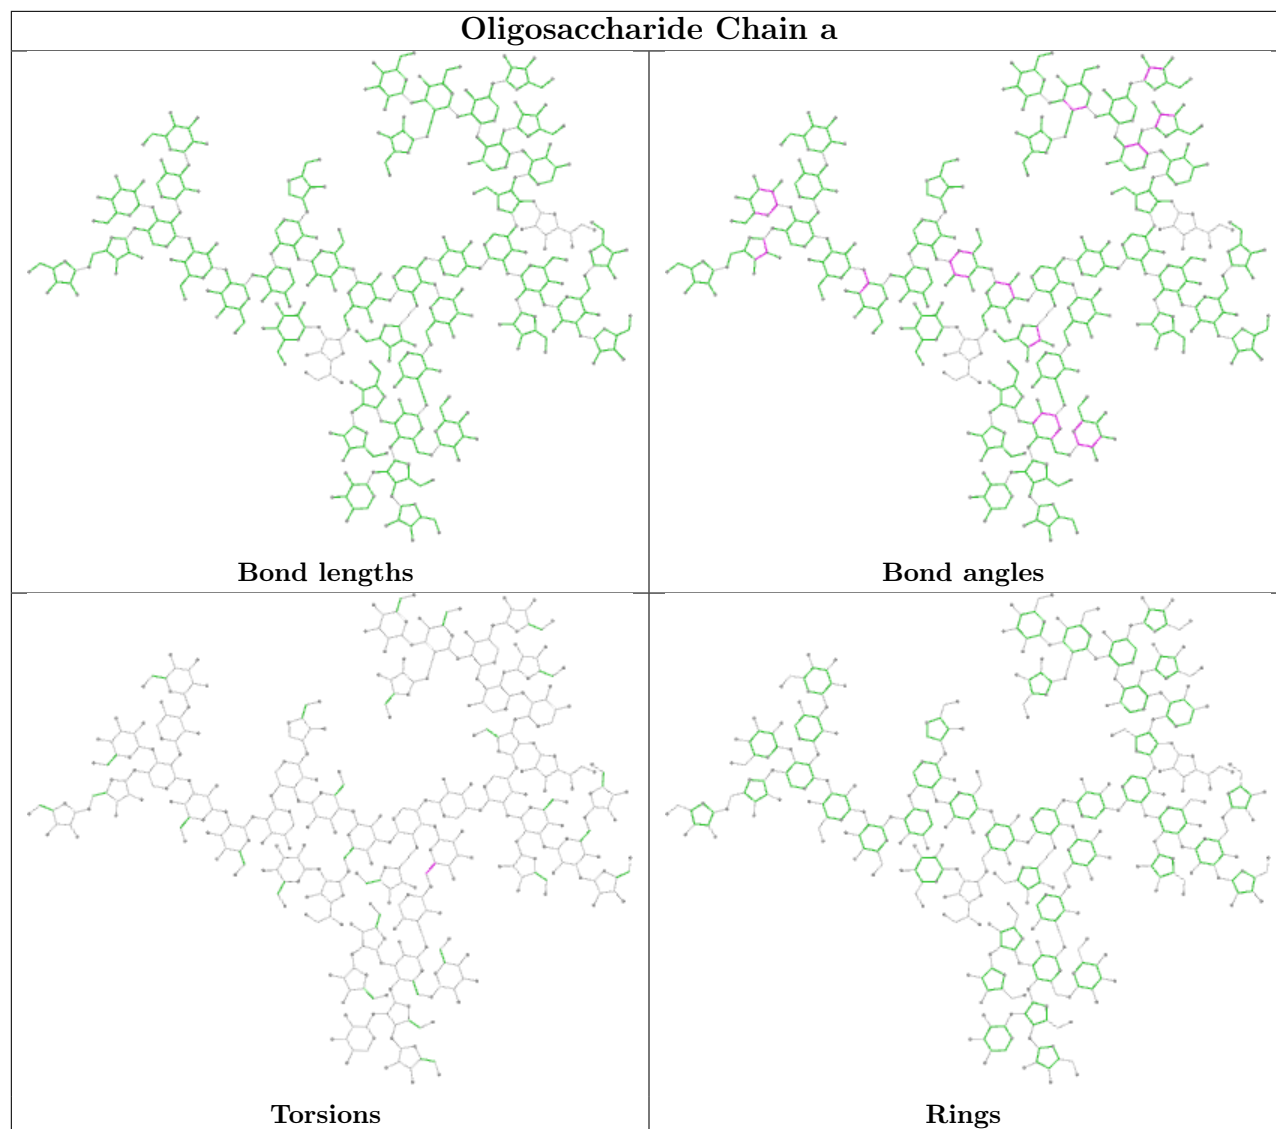 Oligosaccharide Chain a
Bond lengths
Bond angles
Torsions
Rings